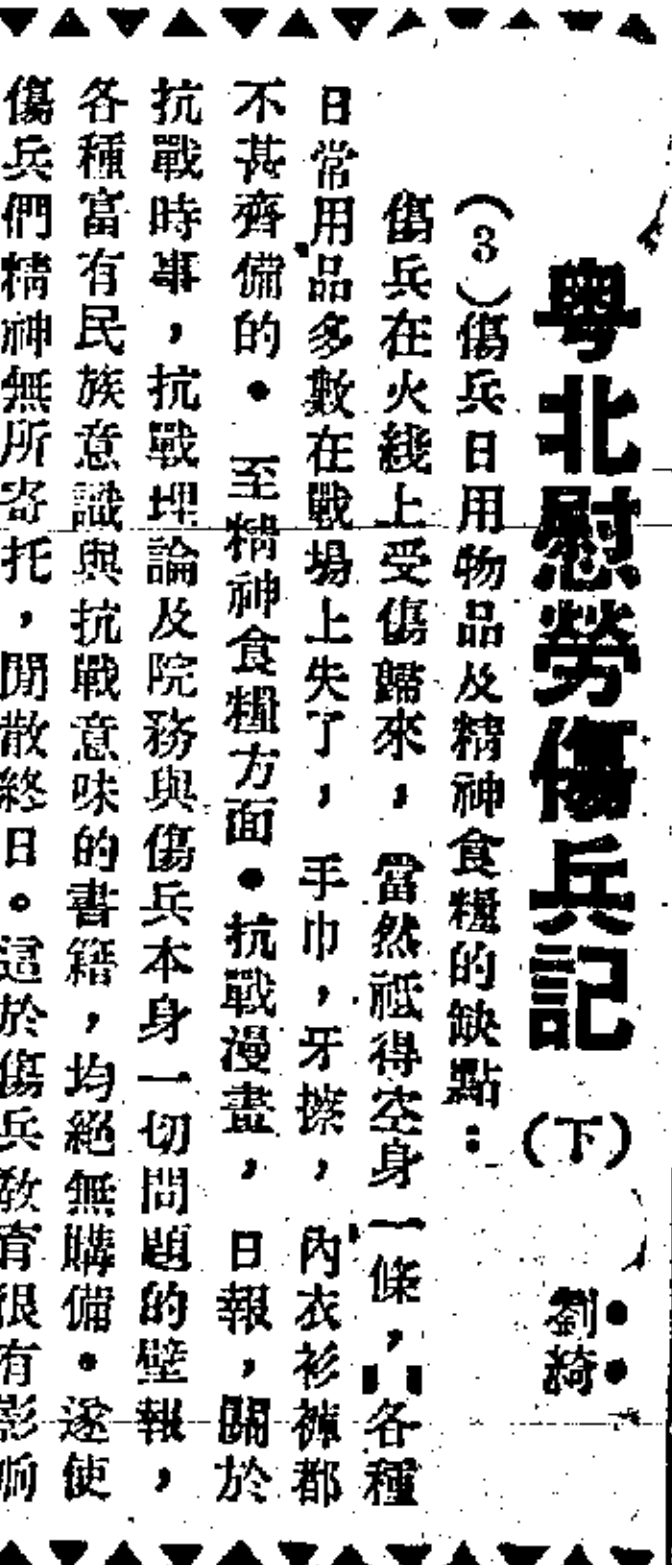 粵北慰勞傷兵記（下）
劉綺
（3）傷兵日用物品及精神食糧的缺點：
傷兵在火綫上受傷歸來，當然祗得空身一條，各種
日常用品多數在戰場上失了，手巾，牙擦，內衣衫褲都
不甚齊備的。至精神食糧方面。抗戰漫畫，日報，關於
抗戰時事，抗戰理論及院務與傷兵本身一切問題的壁報，
各種富有民族意識與抗戰意味的書籍，均絕無購備。遂使
傷兵們精神無所寄托，閒散終日。這於傷兵教育很有影响